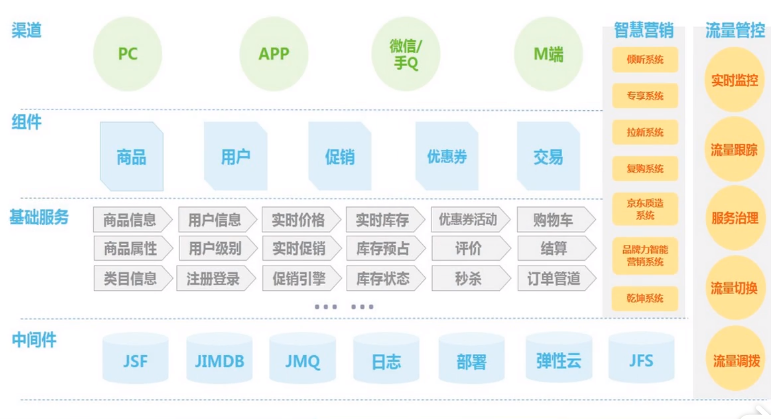 渠道
PC
APP
微信/
手Q
M端
组件
商品
用户
促销
优惠券
交易
基础服务
商品信息
用户信息
实时价格
实时库存
优惠券活动
购物车
商品属性
用户级别
实时促销
库存预占
评价
结算
类目信息
注册登录
促销引擎
库存状态
秒杀
订单管道
... ...
中间件
JSF
JIMDB
JMQ
日志
部署
弹性云
JFS
智慧营销
倾听系统
专享系统
拉新系统
复购系统
京东质造
系统
品牌力智能
营销系统
乾坤系统
流量管控
实时监控
流量跟踪
服务治理
流量切换
流量调拨